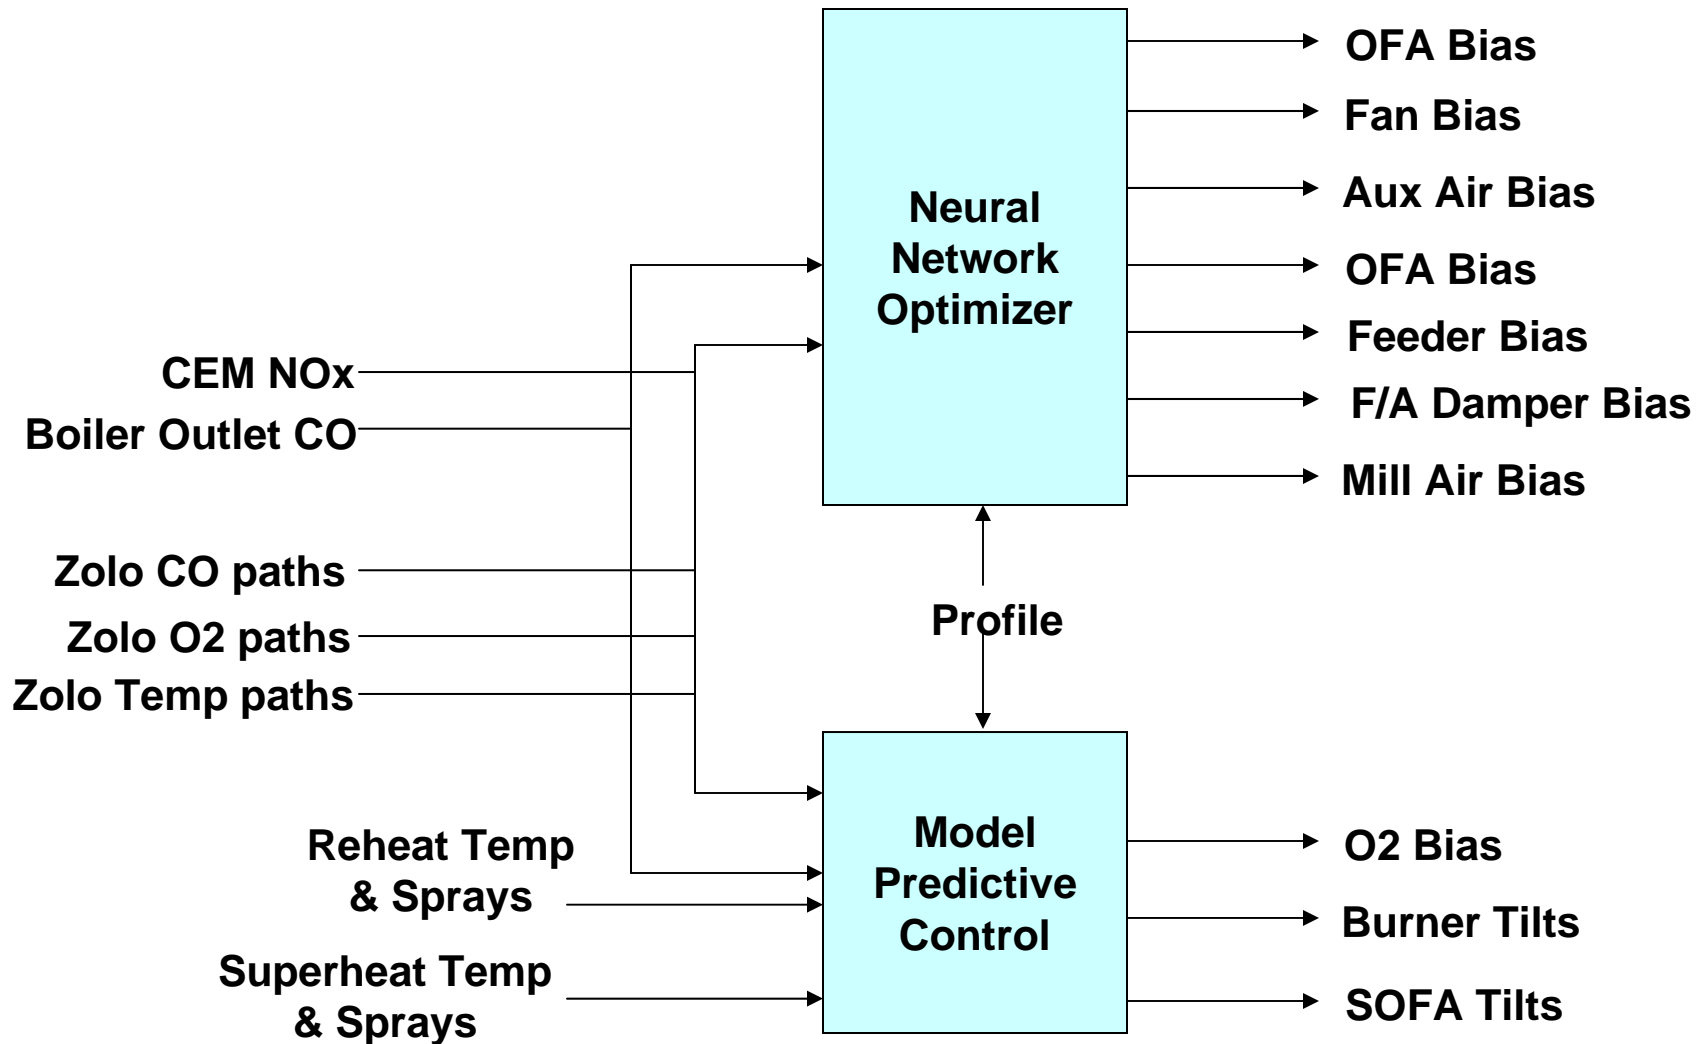 OFA Bias
Fan Bias
Aux Air Bias
OFA Bias
Feeder Bias
F/A Damper Bias
Mill Air Bias
Neural
Network
Optimizer
CEM NOx
Boiler Outlet CO
Zolo CO paths
Zolo O2 paths
Zolo Temp paths
Profile
Reheat Temp
& Sprays
Superheat Temp
& Sprays
Model
Predictive
Control
O2 Bias
Burner Tilts
SOFA Tilts